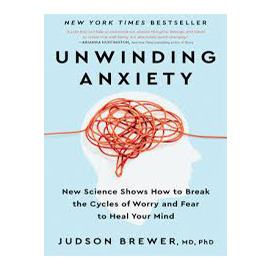 NEW YORK TIMES BESTSELLER
UNWINDING
ANXIETY
New Science Shows How to Break
the Cycles of Worry and Fear
to Heal Your Mind
JUDSON BREWER, MD, PhD